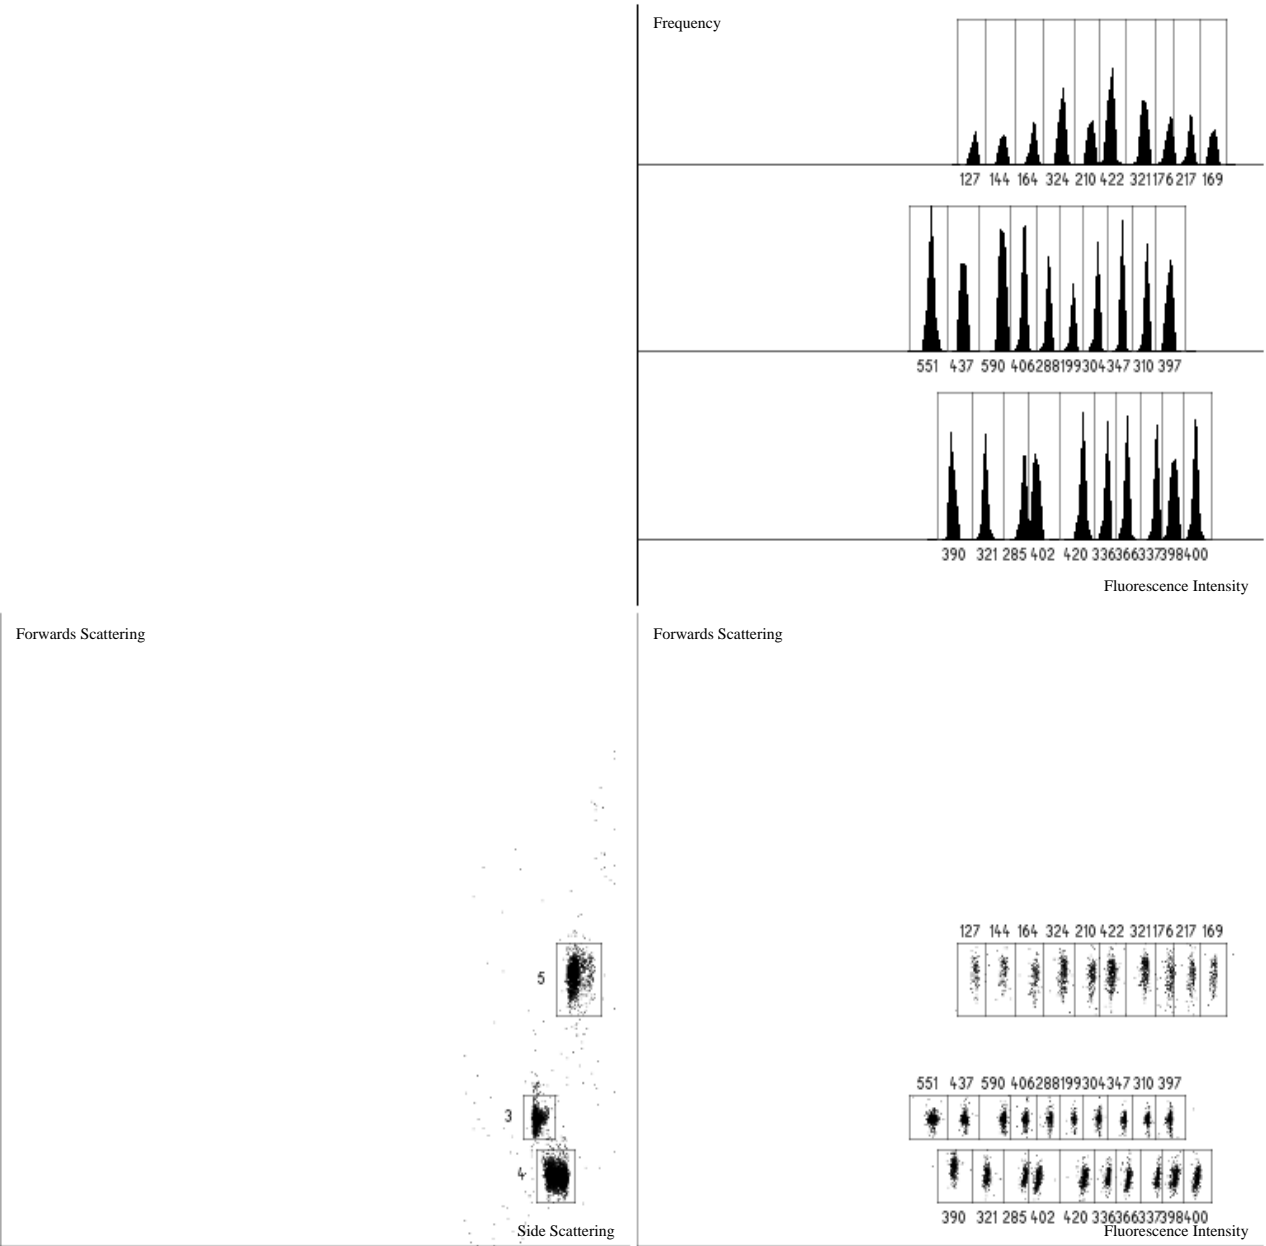 Frequency
127 144 164 324 210 422 321 176 217 169
551 437 590 406 288 199 304 347 310 397
390 321 285 402 420 336 366 337 398 400
Fluorescence Intensity
Forwards Scattering
5
3
4
Side Scattering
Forwards Scattering
127 144 164 324 210 422 321 176 217 169
551 437 590 406 288 199 304 347 310 397
390 321 285 402 420 336 366 337 398 400
Fluorescence Intensity